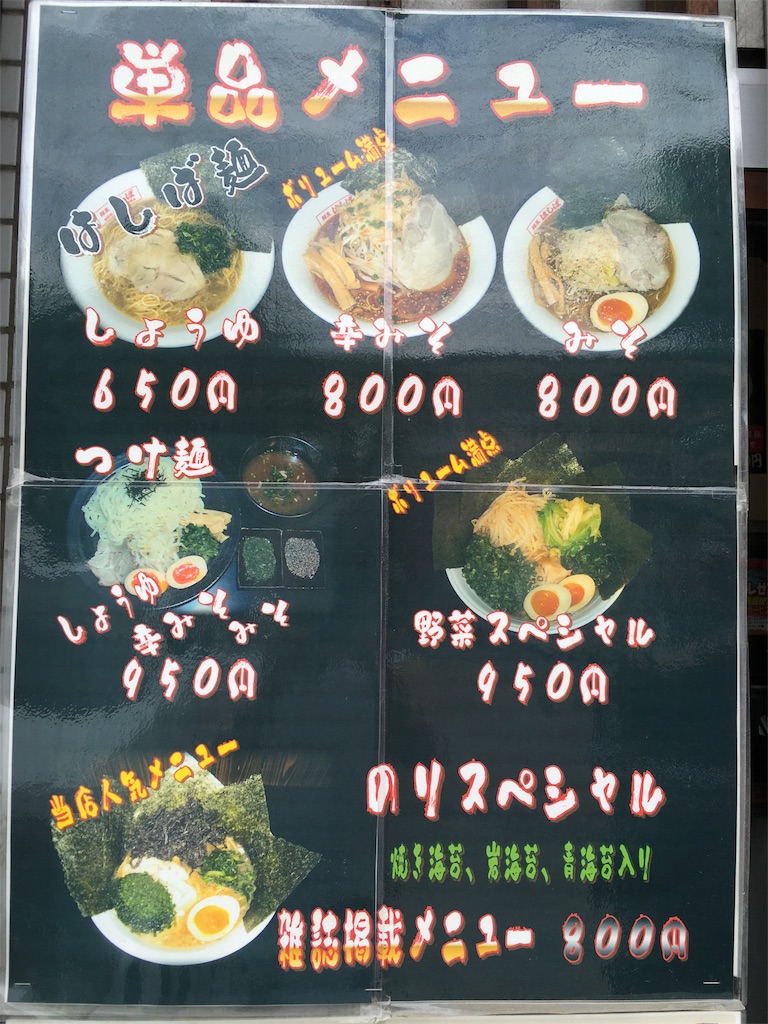 単品メニュー
はしば麺
ボリューム満点
しょうゆ
辛みそ
みそ
650円
800円
800円
つけ麺
ボリューム満点
しょうゆ
辛みそ
みそ
950円
野菜スペシャル
950円
当店人気メニュー
のりスペシャル
焼き海苔、岩海苔、青海苔入り
雑誌掲載メニュー 800円